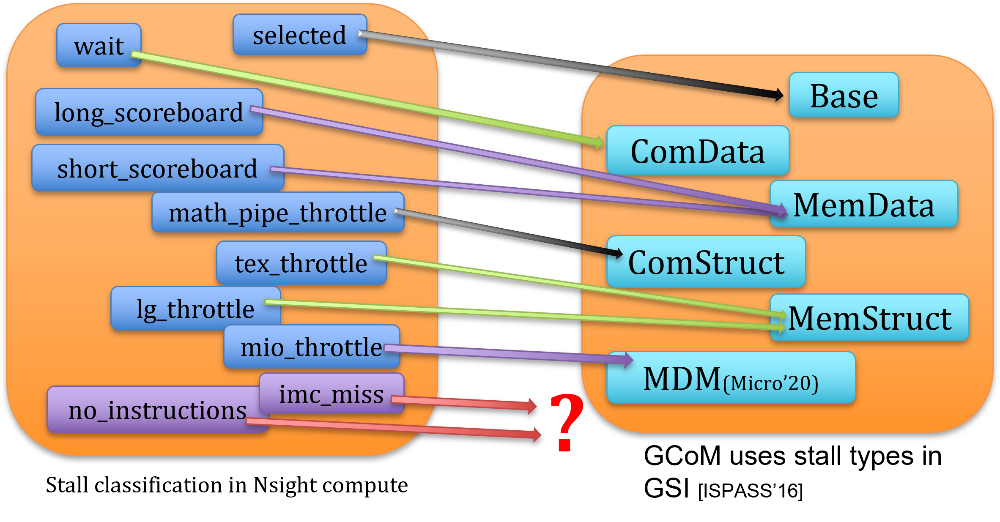 wait
selected
long_scoreboard
short_scoreboard
math_pipe_throttle
tex_throttle
lg_throttle
mio_throttle
imc_miss
no_instructions
Stall classification in Nsight compute
?
Base
ComData
MemData
ComStruct
MemStruct
MDM(Micro’20)
GCoM uses stall types in
GSI [ISPASS’16]